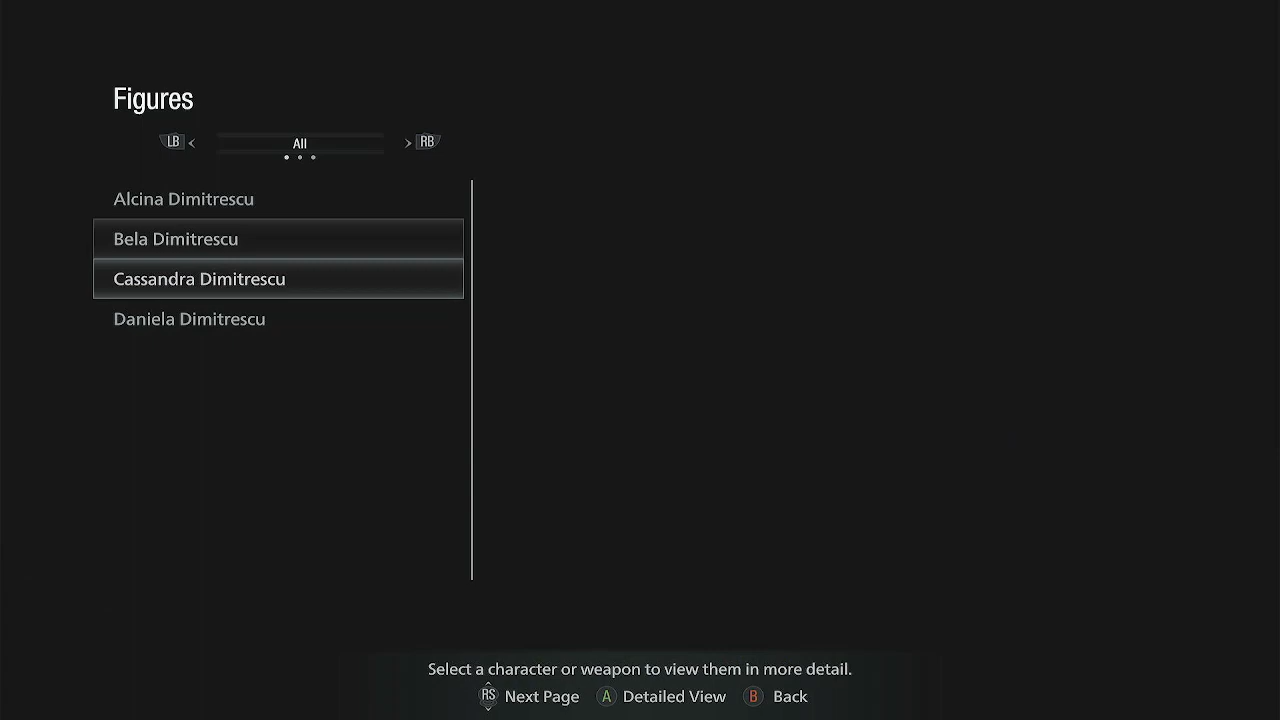 Figures
LB < All > RB
Alcina Dimitrescu
Bela Dimitrescu
Cassandra Dimitrescu
Daniela Dimitrescu
Select a character or weapon to view them in more detail.
RS Next Page A Detailed View B Back